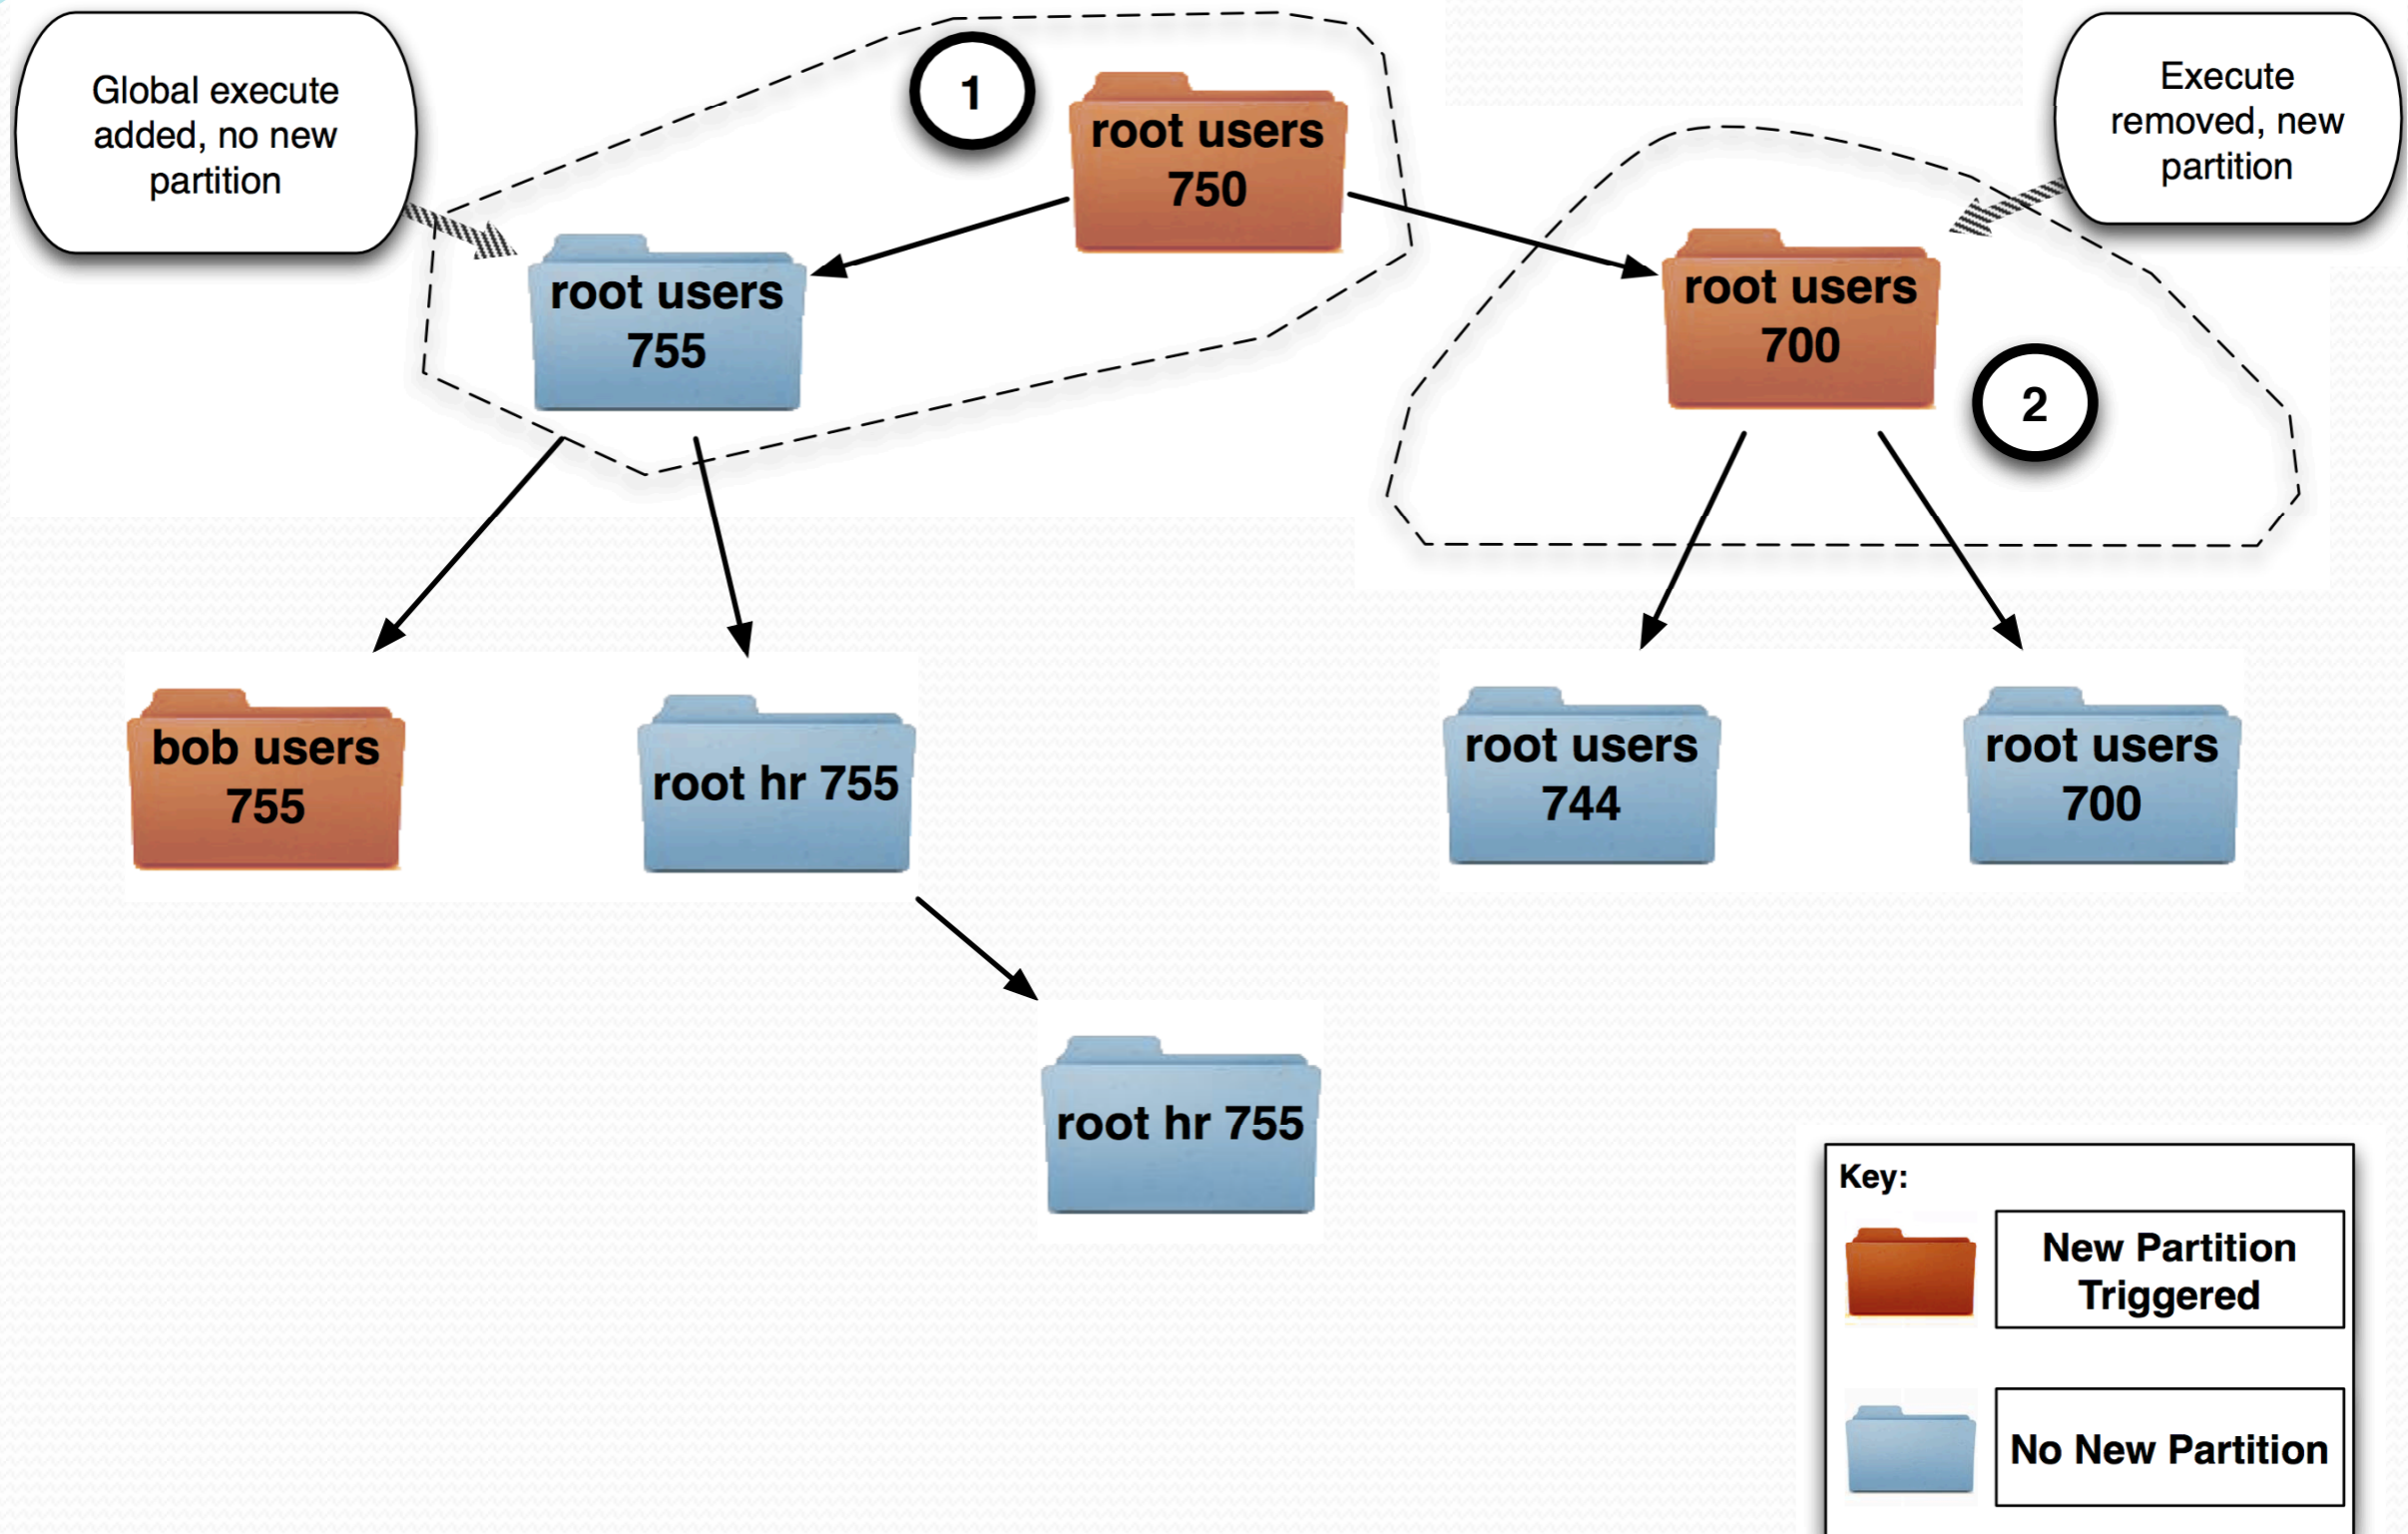 Global execute
added, no new
partition
1
root users
750
Execute
removed, new
partition
root users
755
root users
700
2
bob users
755
root hr 755
root users
744
root users
700
root hr 755
Key:
New Partition
Triggered
No New Partition